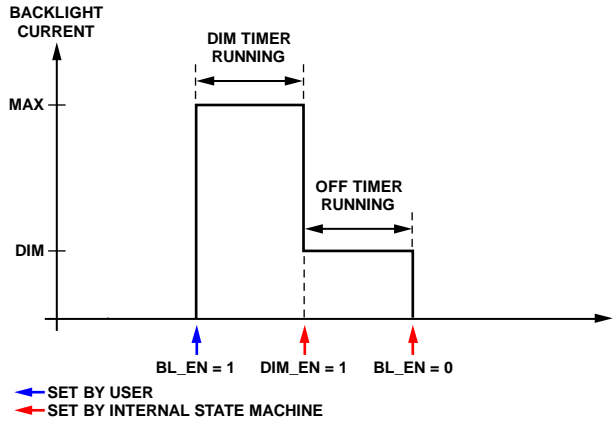 BACKLIGHT
CURRENT
DIM TIMER
RUNNING
MAX
OFF TIMER
RUNNING
DIM
BL_EN = 1 DIM_EN = 1 BL_EN = 0
SET BY USER
SET BY INTERNAL STATE MACHINE